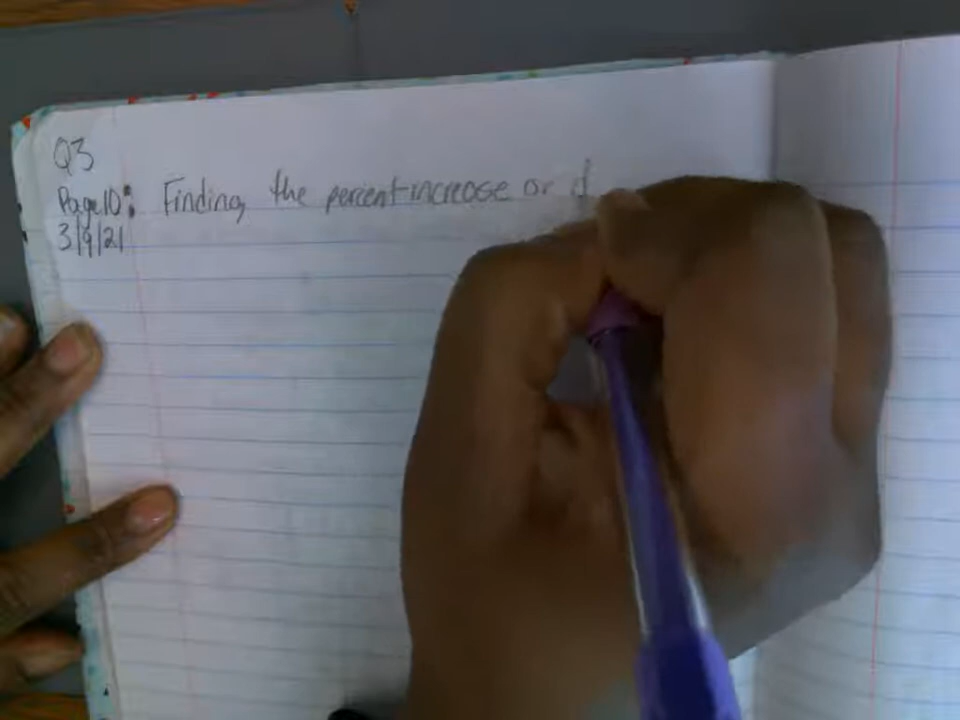 Q3
Page10: Finding the percent increase or d
3/9/21